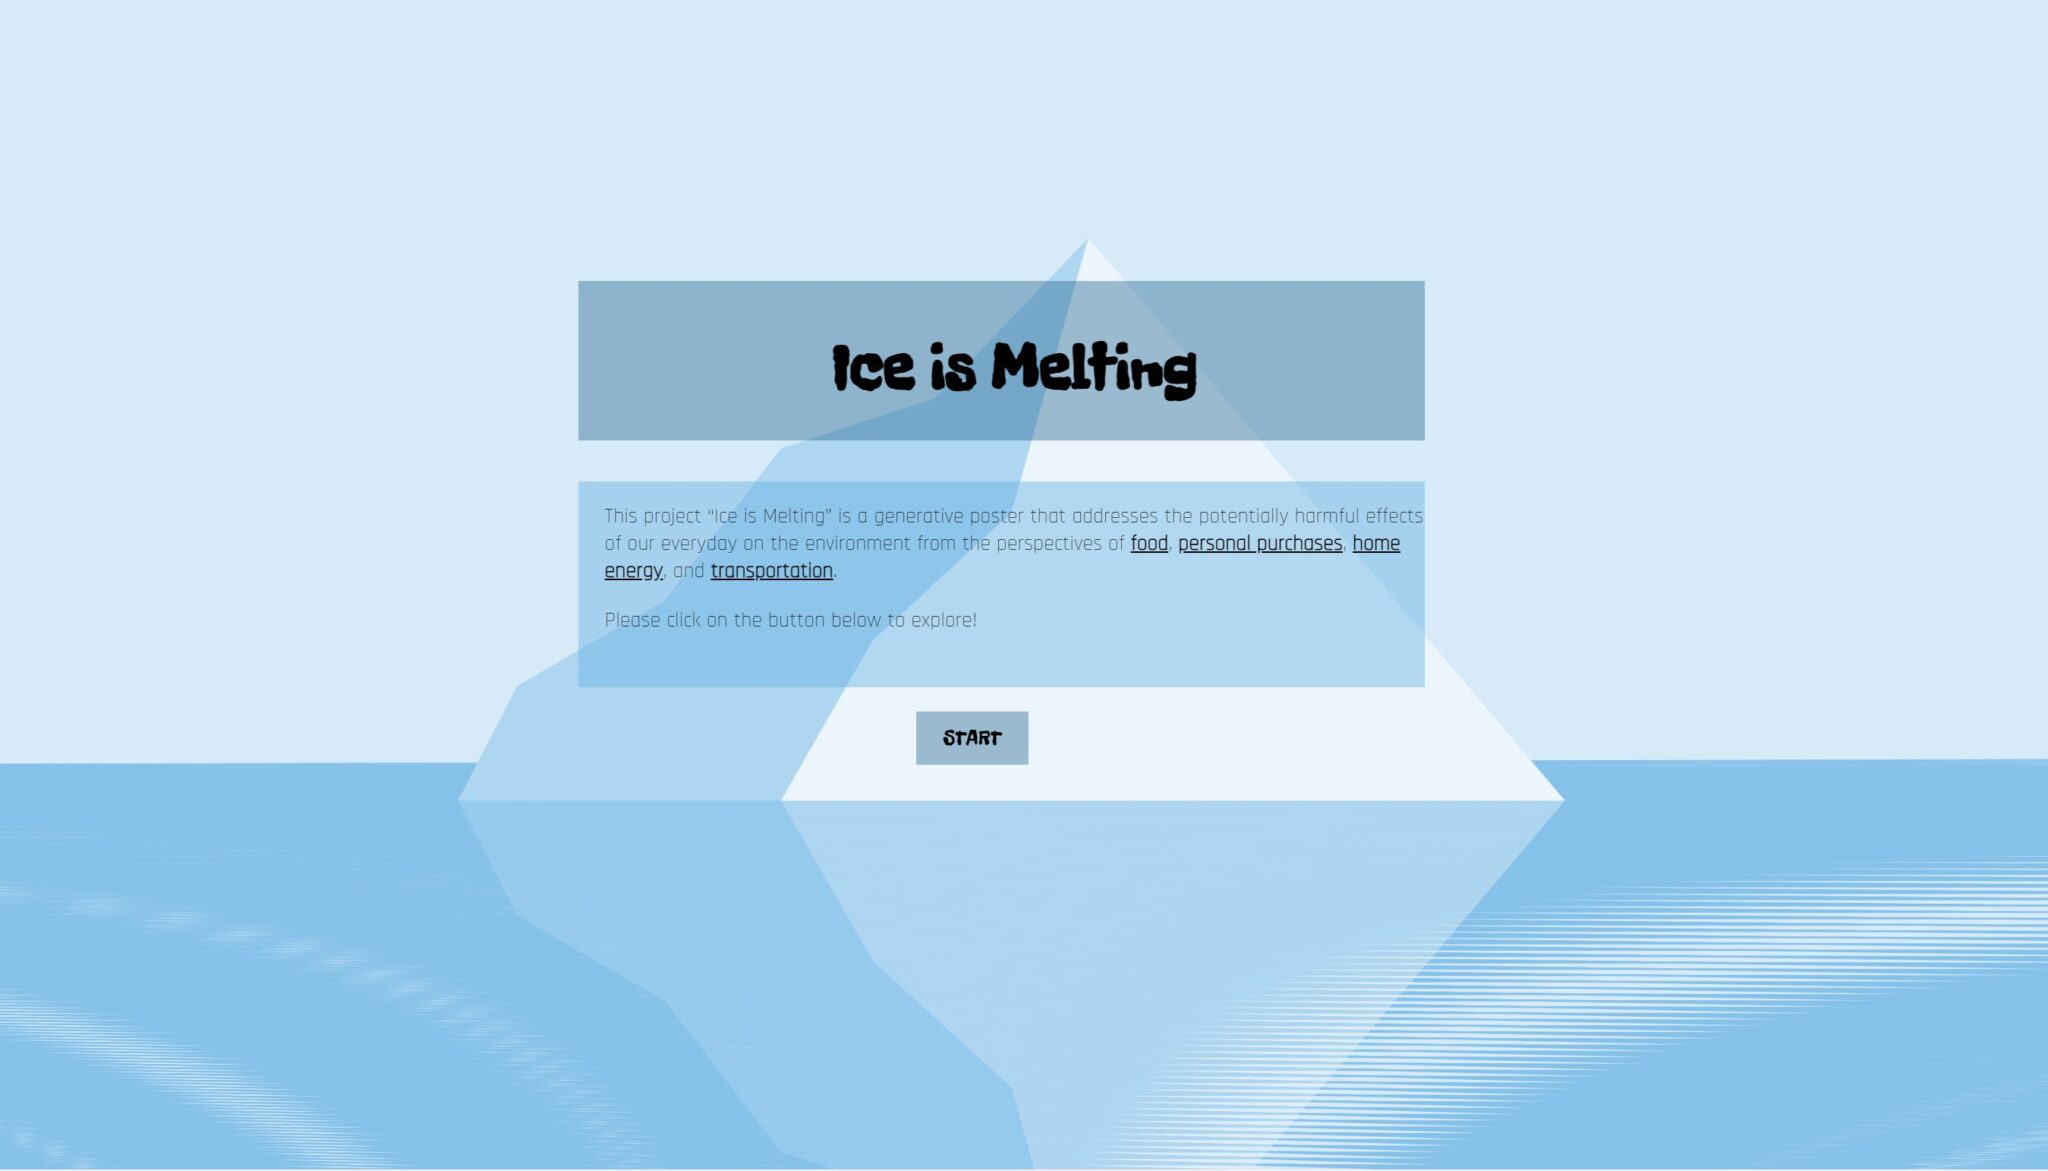 Ice is Melting
This project “Ice is Melting” is a generative poster that addresses the potentially harmful effects
of our everyday on the environment from the perspectives of food, personal purchases, home
energy, and transportation.
Please click on the button below to explore!
START